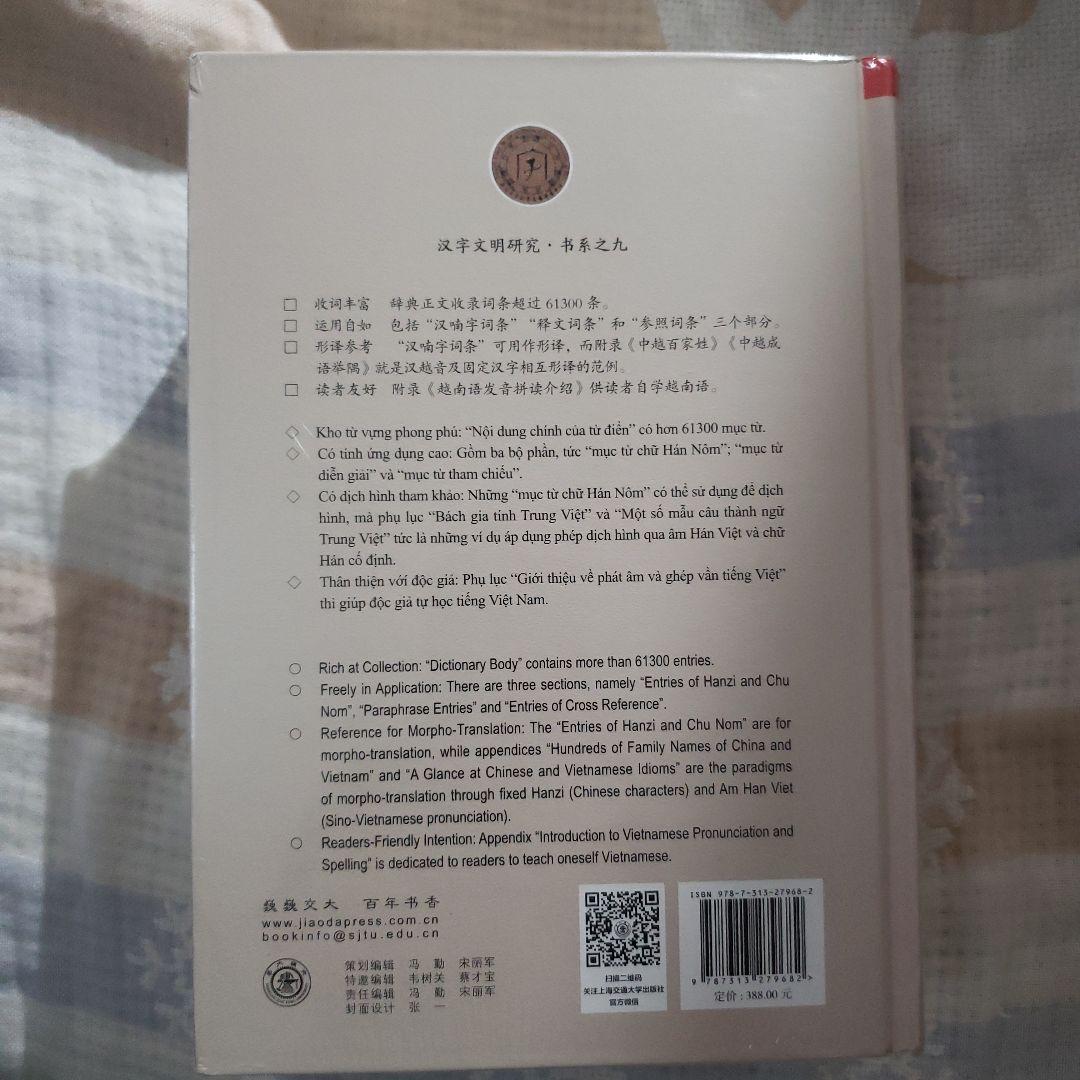 汉字文明研究·书系之九
□ 收词丰富 辞典正文收录词条超过 61300 条。
□ 运用自如 包括“汉喃字词条”“释文词条”和“参照词条”三个部分。
□ 形译参考 “汉喃字词条”可用作形译，而附录《中越百家姓》《中越成
语举隅》就是汉越音及固定汉字相互形译的范例。
□ 读者友好 附录《越南语发音拼读介绍》供读者自学越南语。
◇ Kho từ vựng phong phú: “Nội dung chính của từ điển” có hơn 61300 mục từ.
◇ Có tính ứng dụng cao: Gồm ba bộ phần, tức “mục từ chữ Hán Nôm”; “mục từ
diễn giải” và “mục từ tham chiếu”.
◇ Có dịch hình tham khảo: Những “mục từ chữ Hán Nôm” có thể sử dụng để dịch
hình, mà phụ lục “Bách gia tính Trung Việt” và “Một số mẫu câu thành ngữ
Trung Việt” tức là những ví dụ áp dụng phép dịch hình qua âm Hán Việt và chữ
Hán cố định.
◇ Thân thiện với độc giả: Phụ lục “Giới thiệu về phát âm và ghép vần tiếng Việt”
thì giúp độc giả tự học tiếng Việt Nam.
○ Rich at Collection: “Dictionary Body” contains more than 61300 entries.
○ Freely in Application: There are three sections, namely “Entries of Hanzi and Chu
Nom”, “Paraphrase Entries” and “Entries of Cross Reference”.
○ Reference for Morpho-Translation: The “Entries of Hanzi and Chu Nom” are for
morpho-translation, while appendices “Hundreds of Family Names of China and
Vietnam” and “A Glance at Chinese and Vietnamese Idioms” are the paradigms
of morpho-translation through fixed Hanzi (Chinese characters) and Am Han Viet
(Sino-Vietnamese pronunciation).
○ Readers-Friendly Intention: Appendix “Introduction to Vietnamese Pronunciation and
Spelling” is dedicated to readers to teach oneself Vietnamese.
巍巍交大 百年书香
www.jiaodapress.com.cn
bookinfo@sjtu.edu.cn
策划编辑 冯 勤 宋丽军
特邀编辑 韦树关 蔡才宝
责任编辑 冯 勤 宋丽军
封面设计 张 一
扫描二维码
关注上海交通大学出版社
官方微信
ISBN 978-7-313-27968-2
9 787313 279682 >
定价：388.00 元